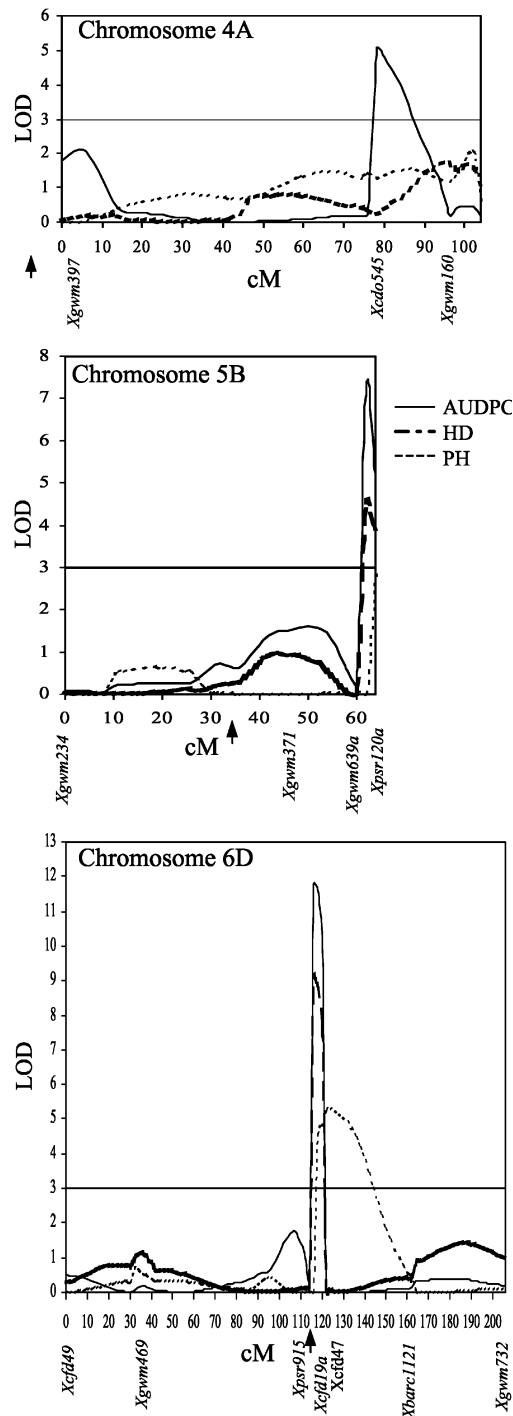 Chromosome 4A
LOD
6
5
4
3
2
1
0
0 10 20 30 40 50 60 70 80 90 100
cM
Xgwm397
Xcdo545
Xgwm160
Chromosome 5B
LOD
8
7
6
5
4
3
2
1
0
0 10 20 30 40 50 60
cM
Xgwm234
Xgwm371
Xgwm639a
Xpsr120a
AUDPC
HD
PH
Chromosome 6D
LOD
13
12
11
10
9
8
7
6
5
4
3
2
1
0
0 10 20 30 40 50 60 70 80 90 100 110 120 130 140 150 160 170 180 190 200
cM
Xcfd49
Xgwm469
Xpsr915
Xcfd19a
Xcfd47
Xbarc1121
Xgwm732